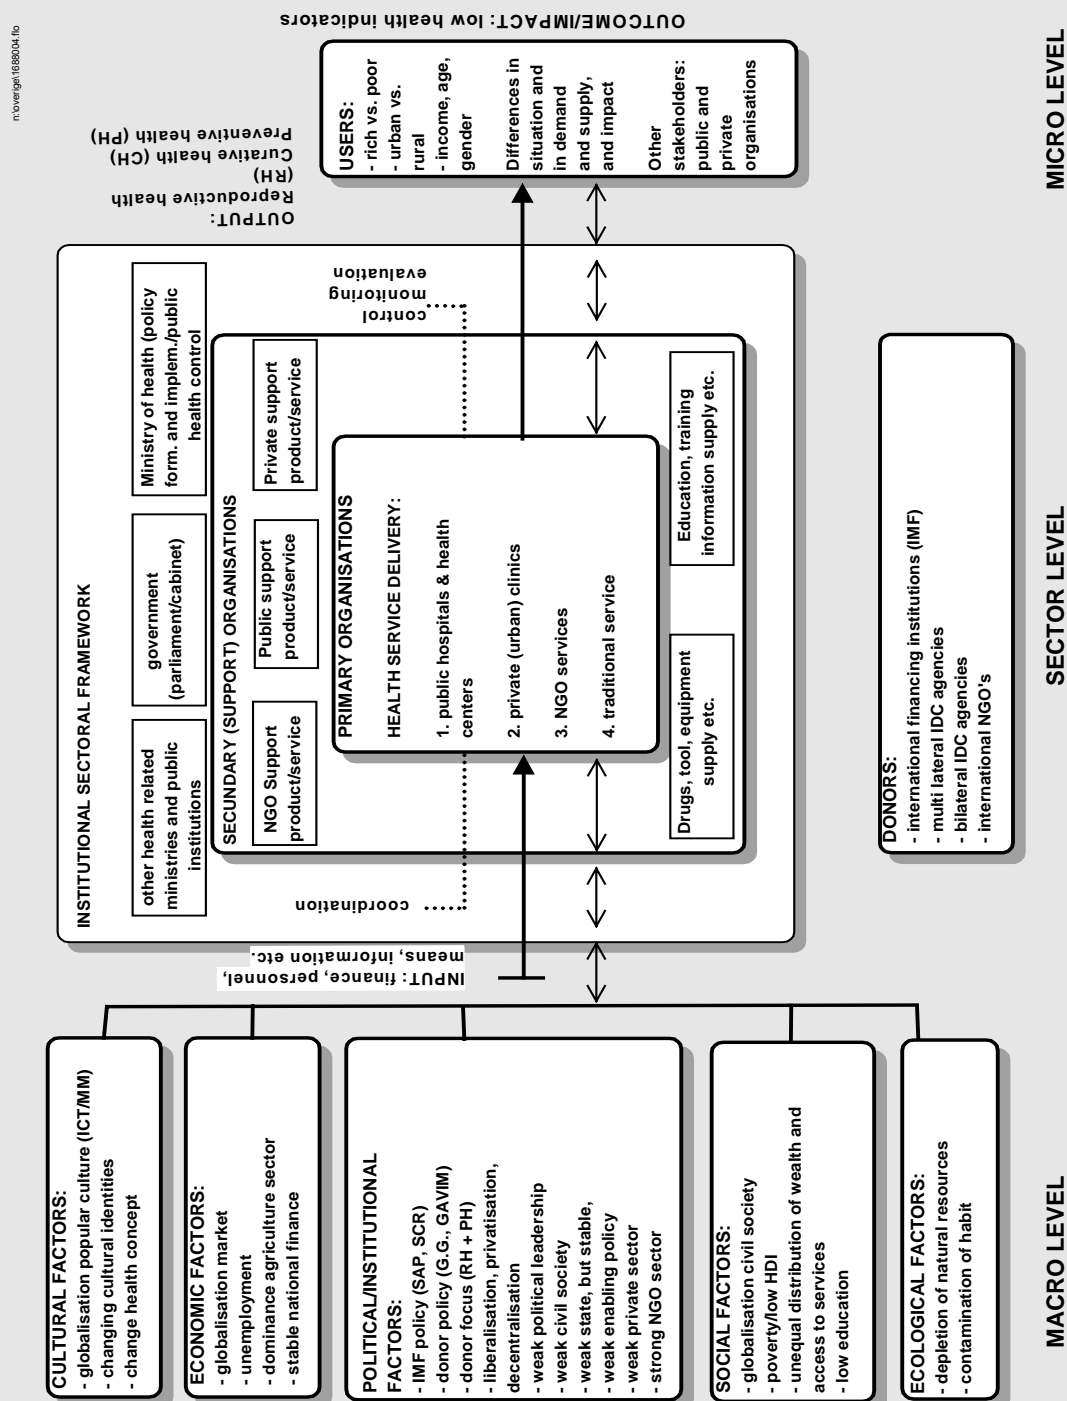 n:\overige\1688004.flo
CULTURAL FACTORS:
- globalisation popular culture (ICT/MM)
- changing cultural identities
- change health concept
ECONOMIC FACTORS:
- globalisation market
- unemployment
- dominance agriculture sector
- stable national finance
POLITICAL/INSTITUTIONAL
FACTORS:
- IMF policy (SAP, SCR)
- donor policy (G.G., GAVIM)
- donor focus (RH + PH)
- liberalisation, privatisation,
decentralisation
- weak political leadership
- weak civil society
- weak state, but stable,
- weak enabling policy
- weak private sector
- strong NGO sector
SOCIAL FACTORS:
- globalisation civil society
- poverty/low HDI
- unequal distribution of wealth and
access to services
- low education
ECOLOGICAL FACTORS:
- depletion of natural resources
- contamination of habit
MACRO LEVEL
INPUT: finance, personnel,
means, information etc.
INSTITUTIONAL SECTORAL FRAMEWORK
other health related
ministries and public
institutions
government
(parliament/cabinet)
Ministry of health (policy
form. and implem./public
health control
SECUNDARY (SUPPORT) ORGANISATIONS
NGO Support
product/service
Public support
product/service
Private support
product/service
coordination
control
monitoring
evaluation
PRIMARY ORGANISATIONS
HEALTH SERVICE DELIVERY:
1. public hospitals & health
centers
2. private (urban) clinics
3. NGO services
4. traditional service
Drugs, tool, equipment
supply etc.
Education, training
information supply etc.
DONORS:
- international financing institutions (IMF)
- multi lateral IDC agencies
- bilateral IDC agencies
- international NGO's
SECTOR LEVEL
OUTPUT:
Reproductive health
(RH)
Curative health (CH)
Preventive health (PH)
USERS:
- rich vs. poor
- urban vs.
rural
- income, age,
gender
Differences in
situation and
in demand
and supply,
and impact
Other
stakeholders:
public and
private
organisations
OUTCOME/IMPACT: low health indicators
MICRO LEVEL